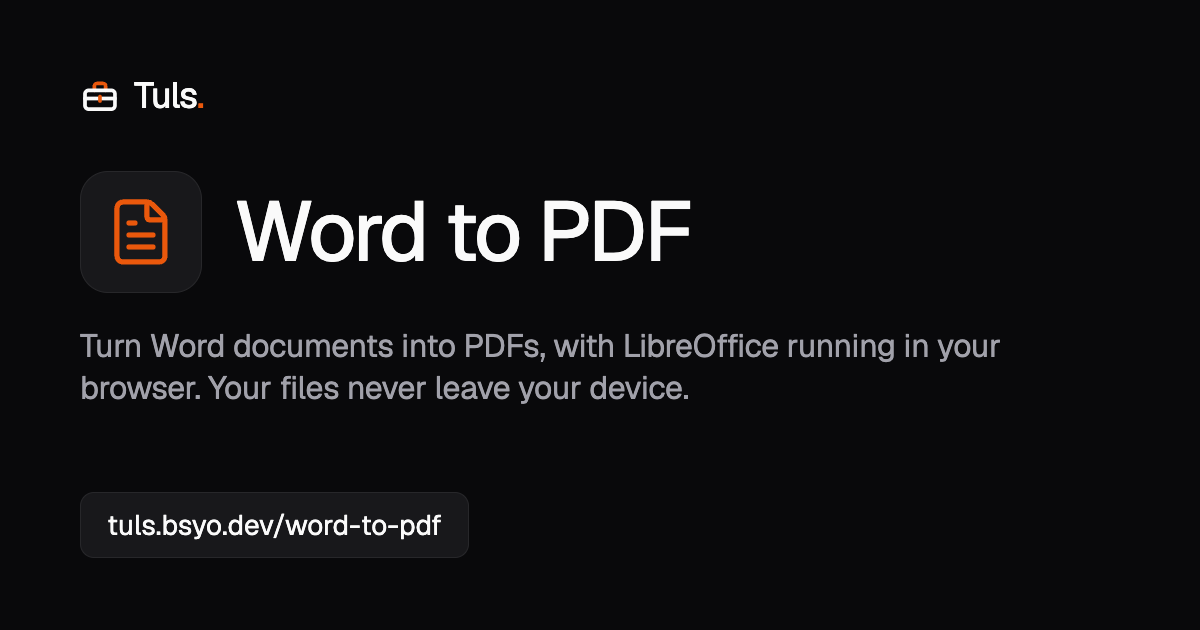 Tuls.
Word to PDF
Turn Word documents into PDFs, with LibreOffice running in your
browser. Your files never leave your device.
tuls.bsyo.dev/word-to-pdf